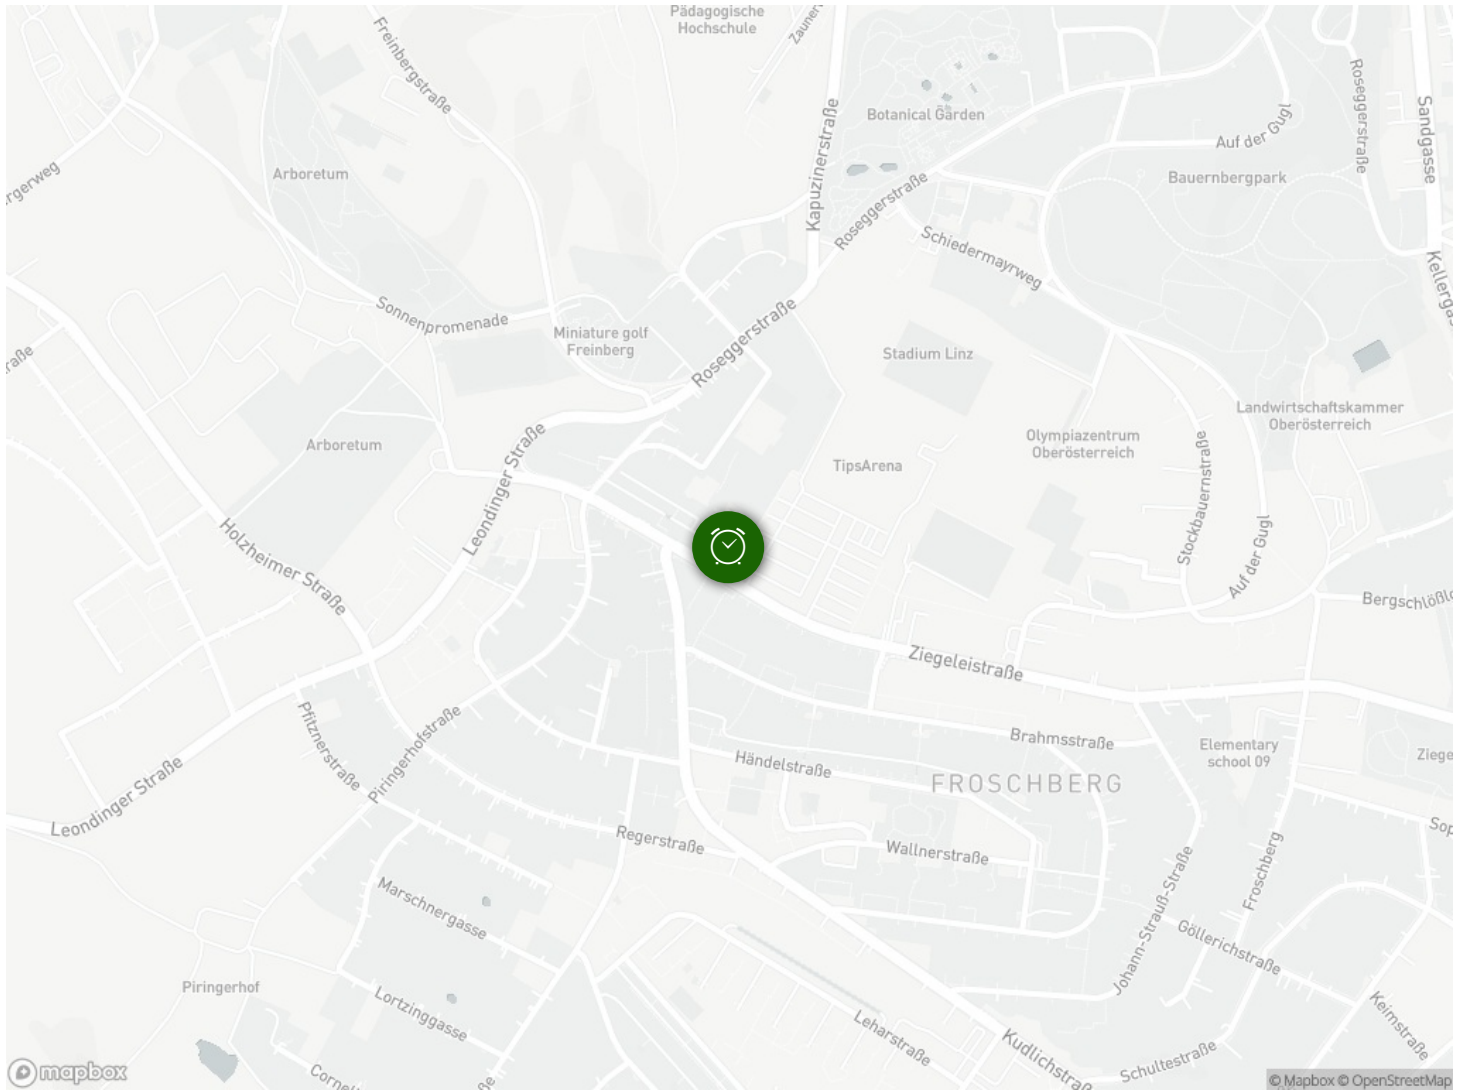 Pädagogische
Hochschule
Freinbergstraße
Kapuzinerstraße
Botanical Garden
Roseggerstraße
Sandgasse
Auf der Gugl
Bauernbergpark
Arboretum
Roseggerstraße
Schiedermayrweg
Sonnenpromenade
Miniature golf
Freinberg
Roseggerstraße
Stadium Linz
Landwirtschaftskammer
Oberösterreich
Arboretum
Leondinger Straße
TipsArena
Olympiazentrum
Oberösterreich
Stockbauernstraße
Auf der Gugl
Holzheimer Straße
Ziegeleistraße
Pfitznerstraße
Piringerhofstraße
Leondinger Straße
Händelstraße
Brahmsstraße
Elementary
school 09
FROSCHBERG
Regerstraße
Wallnerstraße
Froschberg
Johann-Strauß-Straße
Marschnergasse
Göllerichstraße
Piringerhof
Lortzinggasse
Leharstraße
Keimstraße
Schultestraße
mapbox
© Mapbox © OpenStreetMap